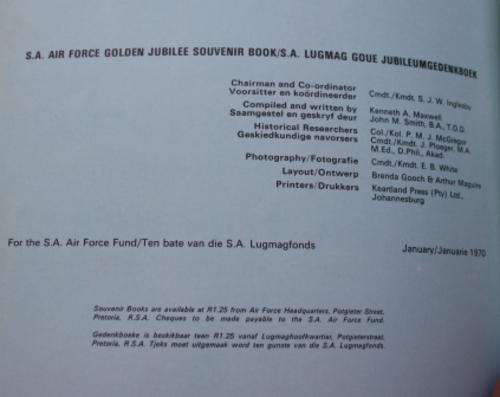 S.A. AIR FORCE GOLDEN JUBILEE SOUVENIR BOOK/S.A. LUGMAG GOUE JUBILEUMGEDENKBOEK
Chairman and Co-ordinator
Voorsitter en koördineerder
Cmdt./Kmdt. S. J. W. Inglesby
Compiled and written by
Saamgestel en geskryf deur
Kenneth A. Maxwell
John M. Smith, B.A., T.O.D.
Historical Researchers
Geskiedkundige navorsers
Col./Kol. P. M. J. McGregor
Cmdt./Kmdt. J. Ploeger, M.A.
M.Ed., D.Phil., Akad.
Photography/Fotografie
Cmdt./Kmdt. E. B. White
Layout/Ontwerp
Brenda Gooch & Arthur Maguire
Printers/Drukkers
Keartland Press (Pty) Ltd.,
Johannesburg
For the S.A. Air Force Fund/Ten bate van die S.A. Lugmagfonds
January/Januarie 1970
Souvenir Books are available at R1.25 from Air Force Headquarters, Potgieter Street,
Pretoria, R.S.A. Cheques to be made payable to the S.A. Air Force Fund.
Gedenkboeke is beskikbaar teen R1.25 vanaf Lugmaghoofkwartier, Potgieterstraat,
Pretoria, R.S.A. Tjeks moet uitgemaak word ten gunste van die S.A. Lugmagfonds.